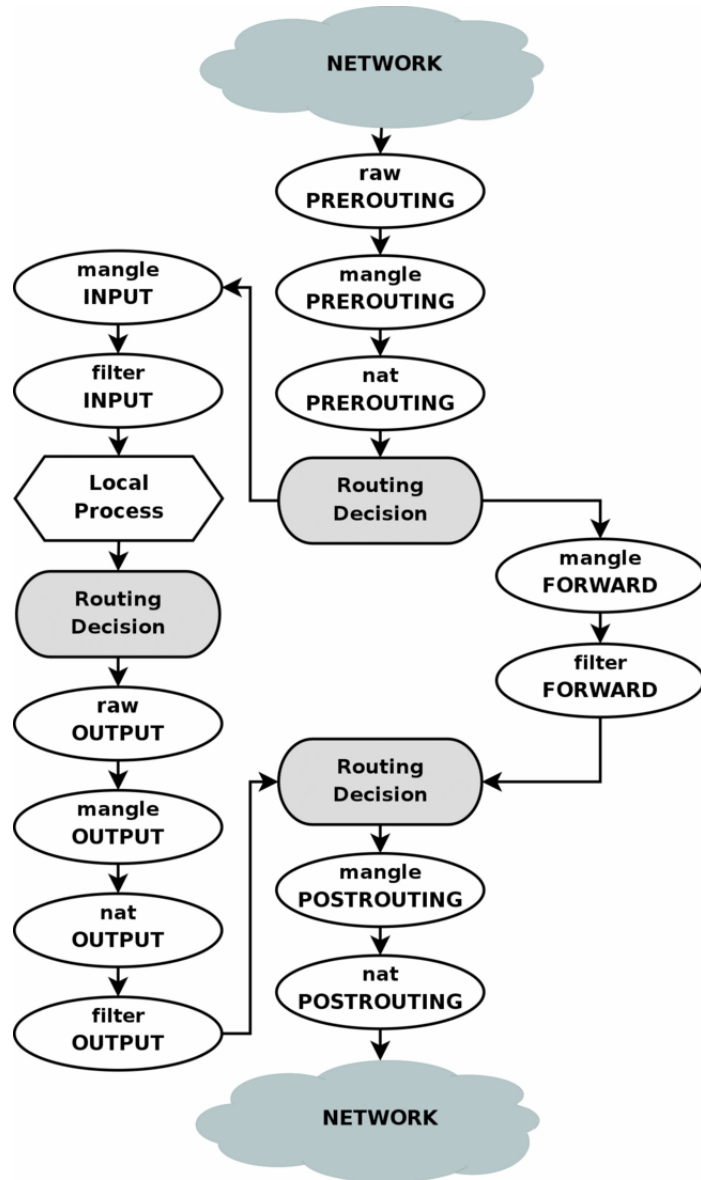 NETWORK
raw
PREROUTING
mangle
PREROUTING
nat
PREROUTING
Routing
Decision
mangle
INPUT
filter
INPUT
Local
Process
Routing
Decision
raw
OUTPUT
mangle
OUTPUT
nat
OUTPUT
filter
OUTPUT
mangle
FORWARD
filter
FORWARD
Routing
Decision
mangle
POSTROUTING
nat
POSTROUTING
NETWORK